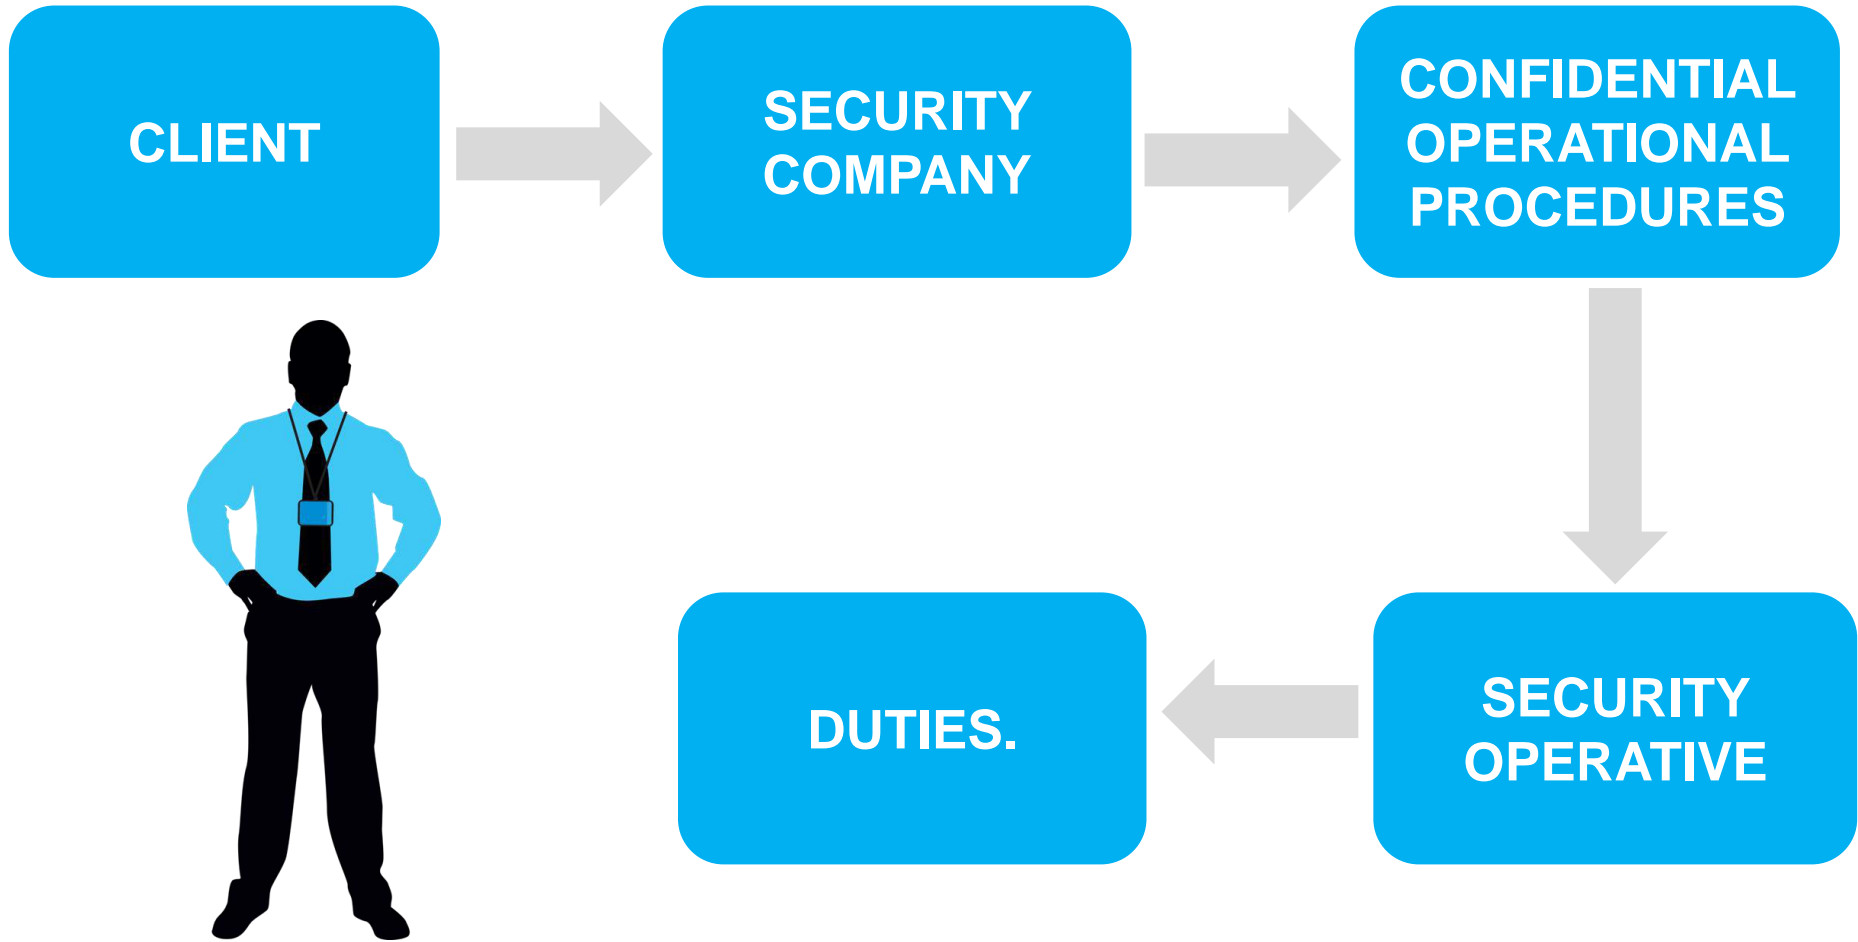 CLIENT
SECURITY
COMPANY
CONFIDENTIAL
OPERATIONAL
PROCEDURES
SECURITY
OPERATIVE
DUTIES.